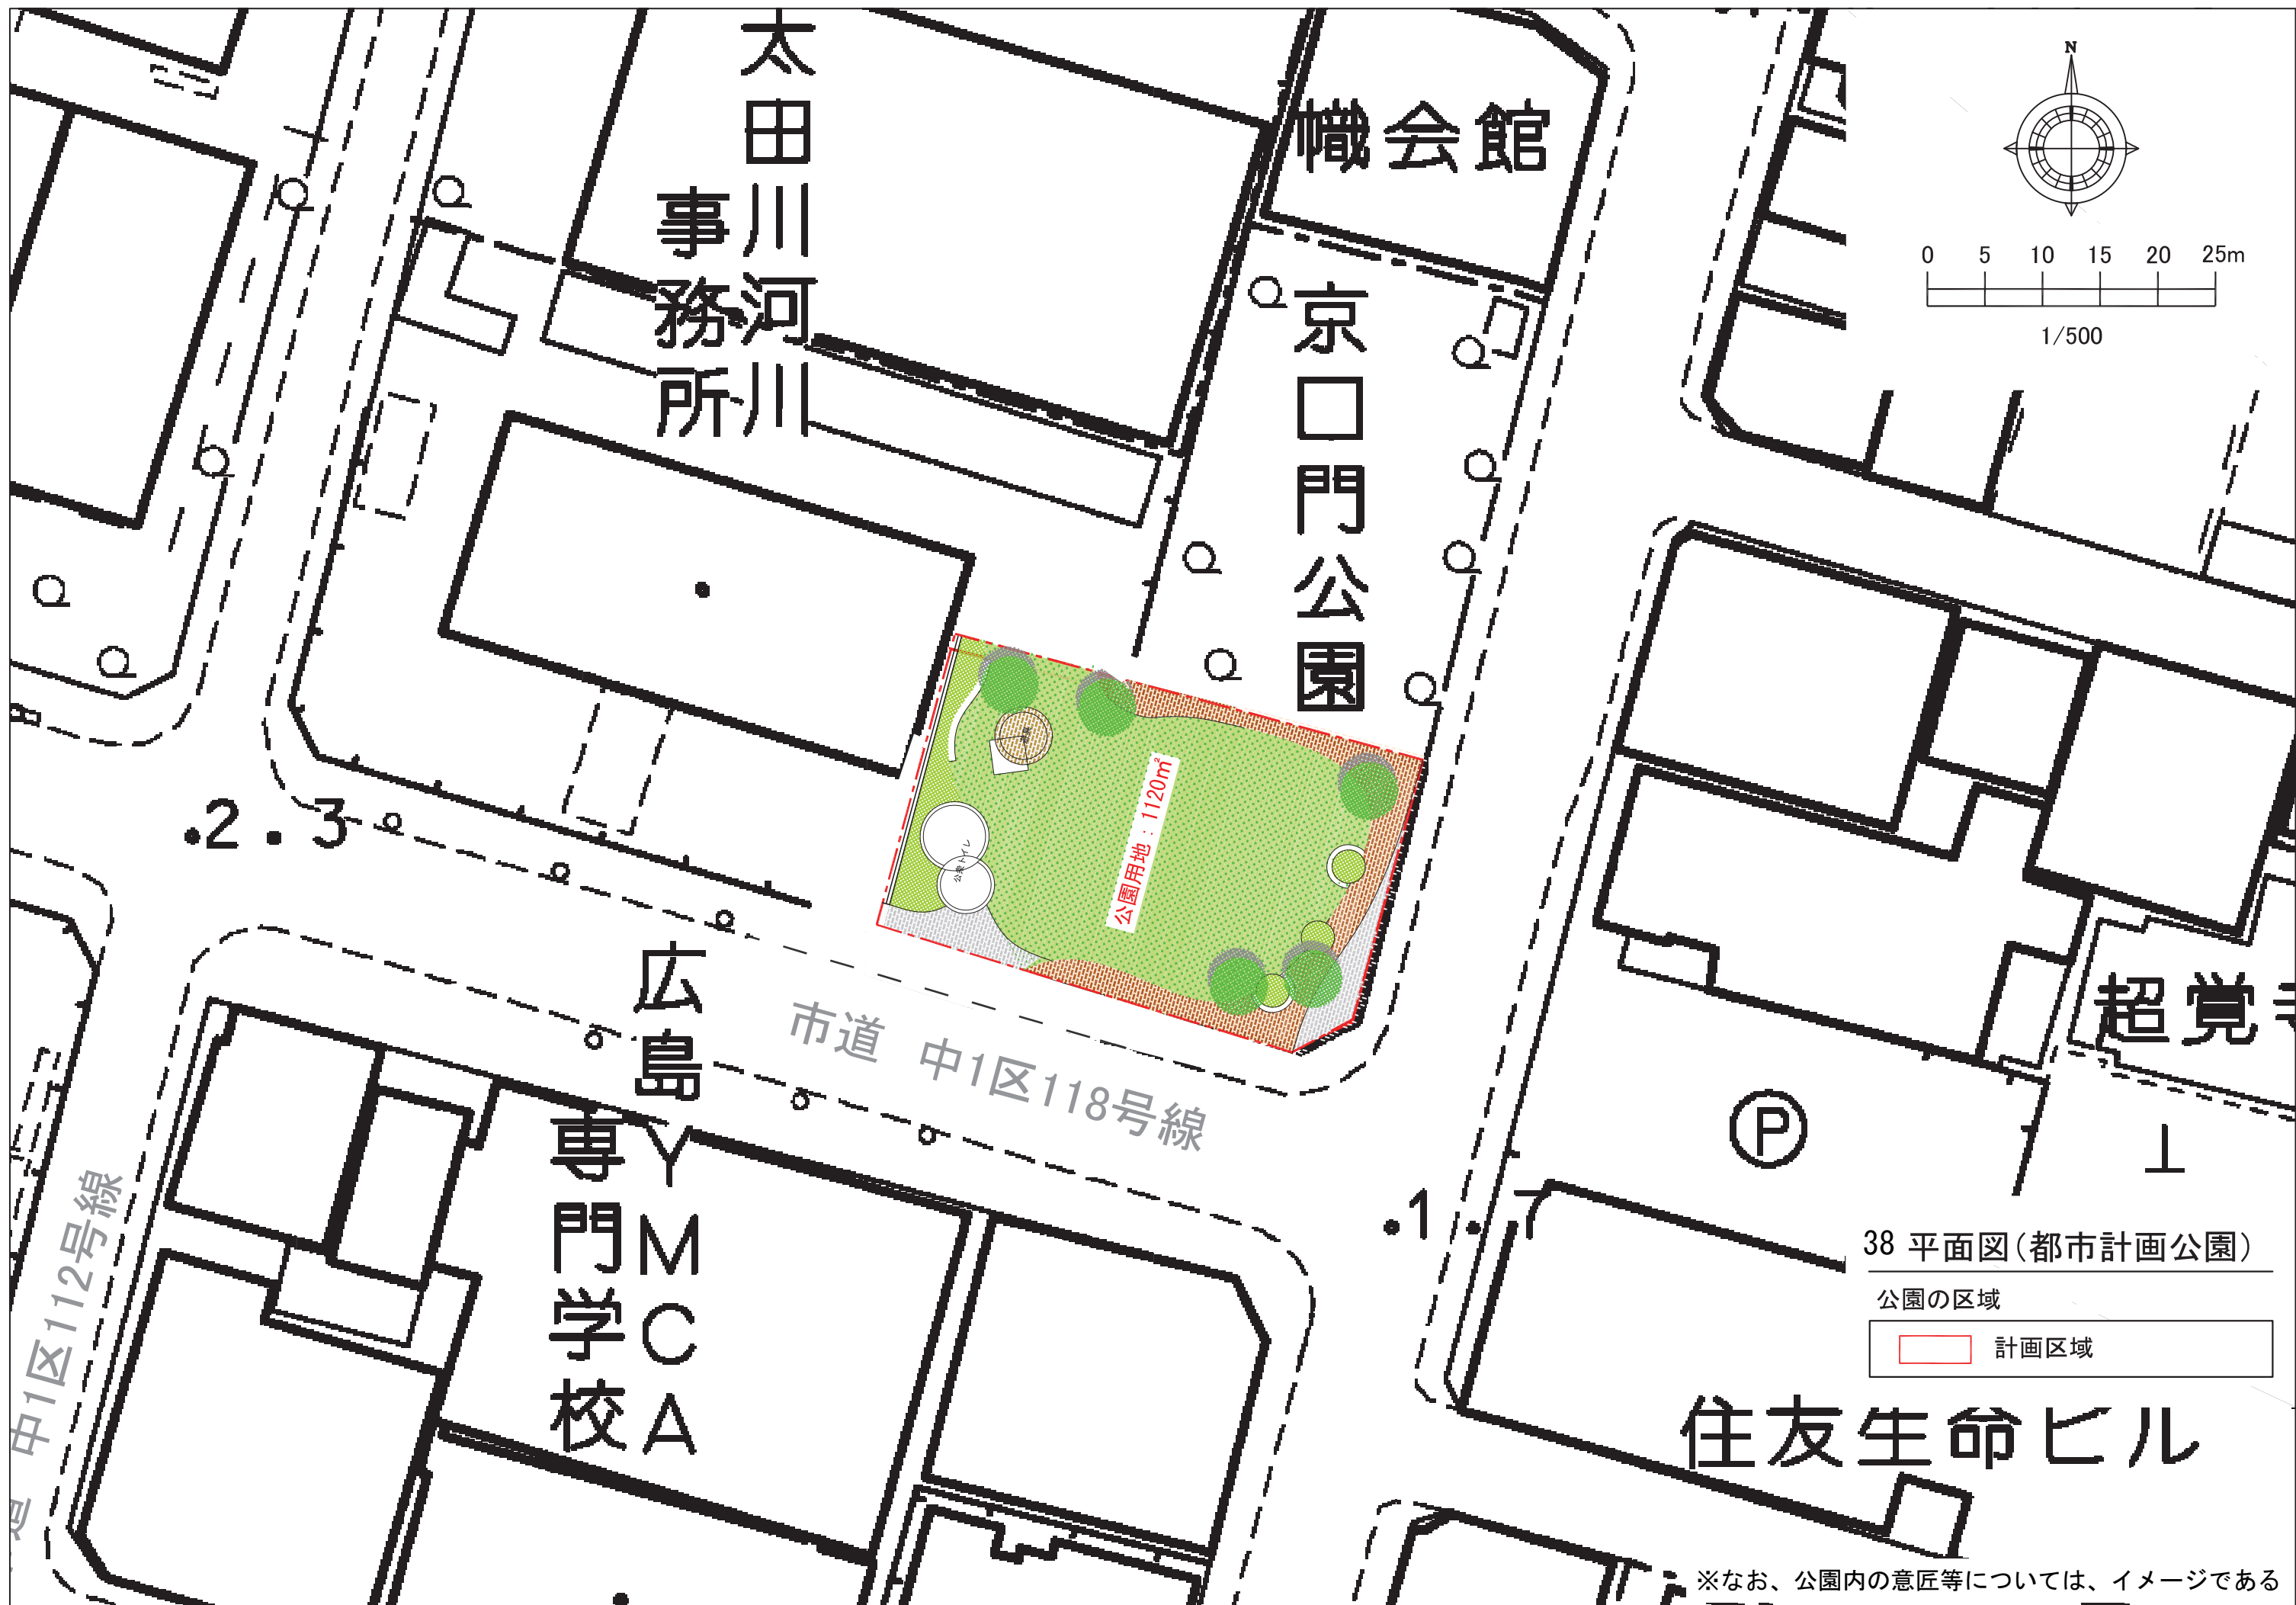 太田川河川
事務所
幟会館
京口門公園
N
0 5 10 15 20 25m
1/500
公園用地：1120㎡
公衆トイレ
.2.3
広島YMCA
専門学校
市道 中1区118号線
中1区112号線
超覚
P
.1.7
38 平面図（都市計画公園）
公園の区域
計画区域
住友生命ビル
※なお、公園内の意匠等については、イメージである